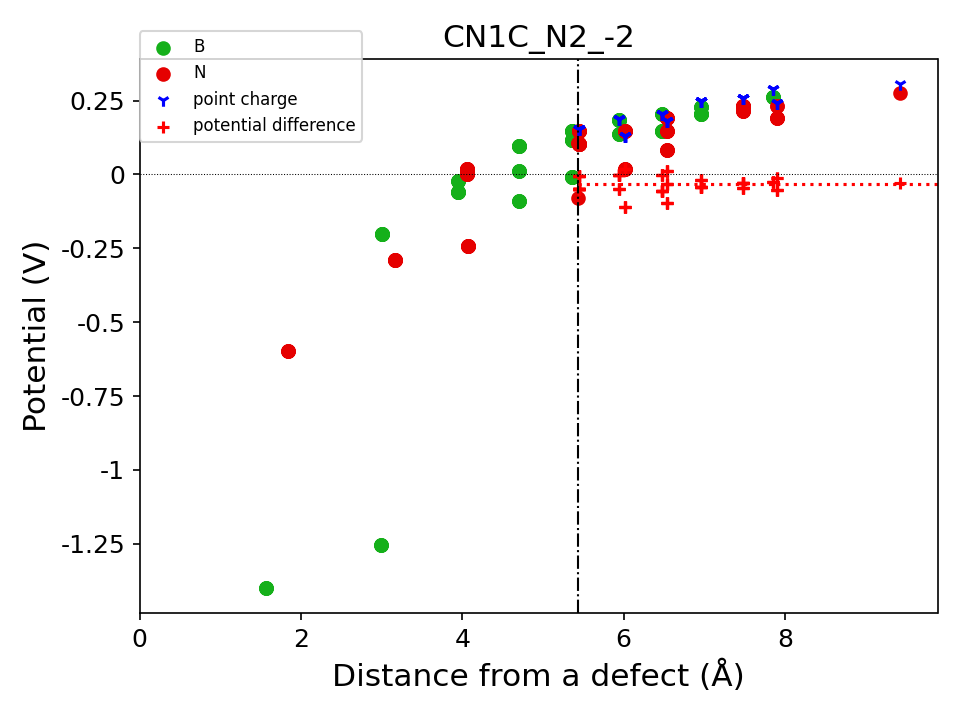 CN1C_N2_-2
B
N
point charge
potential difference
0.25
0
-0.25
-0.5
-0.75
-1
-1.25
Potential (V)
0
2
4
6
8
Distance from a defect (Å)